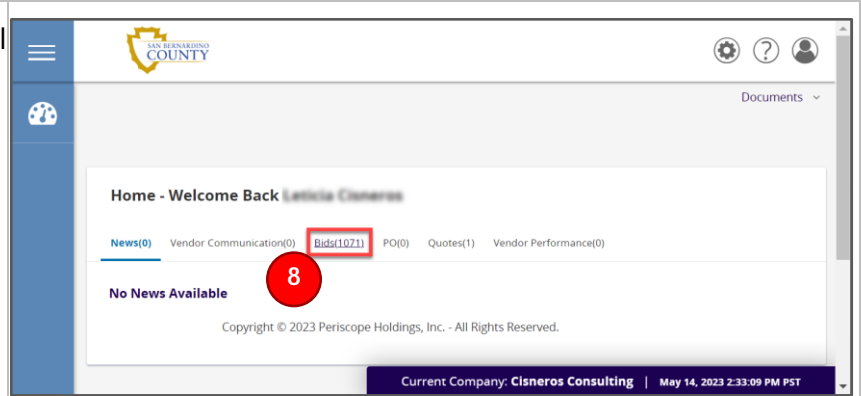 SAN BERNARDINO
COUNTY
?
Documents
Home - Welcome Back
News(0) Vendor Communication(0) Bids(1071) PO(0) Quotes(1) Vendor Performance(0)
8
No News Available
Copyright © 2023 Periscope Holdings, Inc. - All Rights Reserved.
Current Company: Cisneros Consulting | May 14, 2023 2:33:09 PM PST